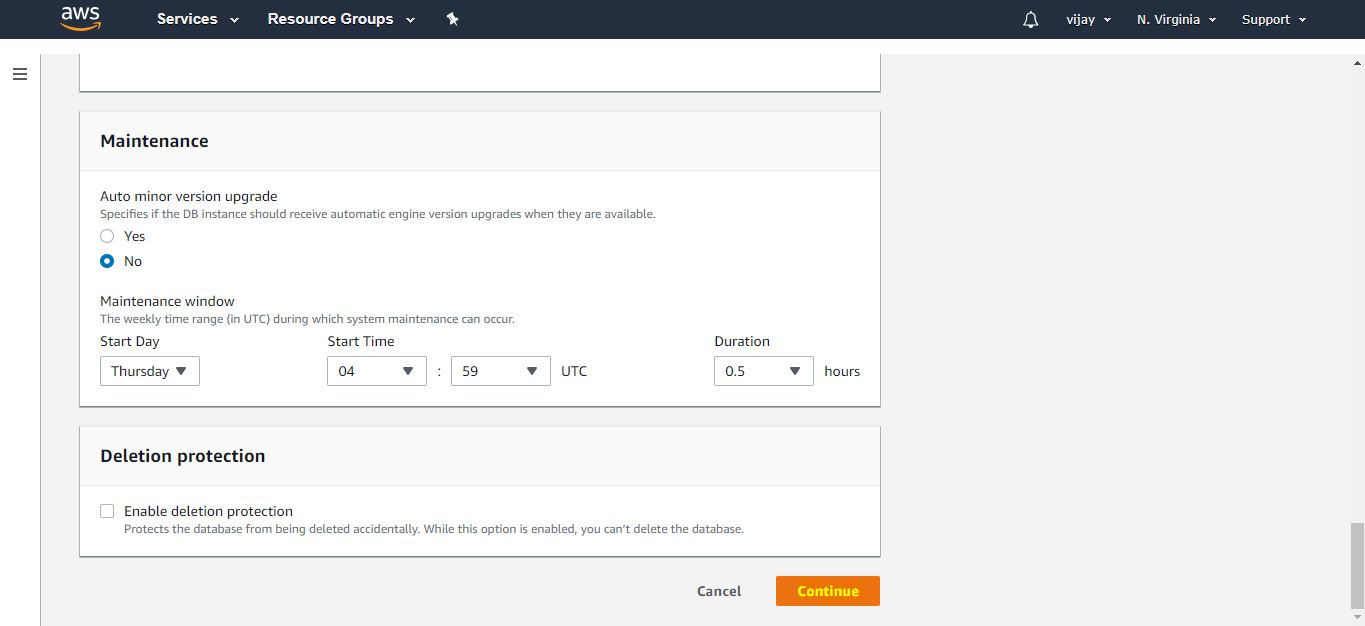 aws Services Resource Groups vijay N. Virginia Support
Maintenance
Auto minor version upgrade
Specifies if the DB instance should receive automatic engine version upgrades when they are available.
Yes
No
Maintenance window
The weekly time range (in UTC) during which system maintenance can occur.
Start Day Start Time Duration
Thursday 04 : 59 UTC 0.5 hours
Deletion protection
Enable deletion protection
Protects the database from being deleted accidentally. While this option is enabled, you can’t delete the database.
Cancel Continue